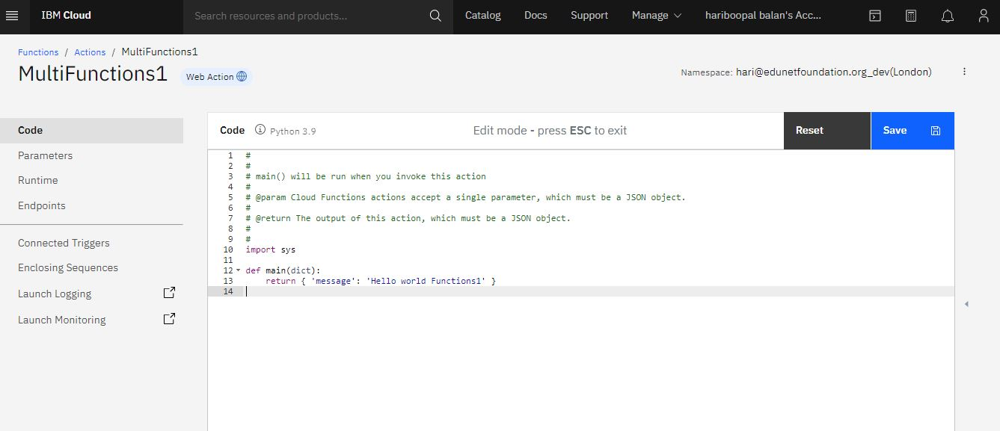 IBM Cloud
Search resources and products...
Catalog
Docs
Support
Manage
hariboopal balan's Acc...
Functions / Actions / MultiFunctions1
MultiFunctions1
Web Action
Namespace: hari@edunetfoundation.org_dev(London)
Code
Parameters
Runtime
Endpoints
Connected Triggers
Enclosing Sequences
Launch Logging
Launch Monitoring
Code
Python 3.9
Edit mode - press ESC to exit
Reset
Save
1 #
2 #
3 # main() will be run when you invoke this action
4 #
5 # @param Cloud Functions actions accept a single parameter, which must be a JSON object.
6 #
7 # @return The output of this action, which must be a JSON object.
8 #
9 #
10 import sys
11
12 def main(dict):
13     return { 'message': 'Hello world Functions1' }
14